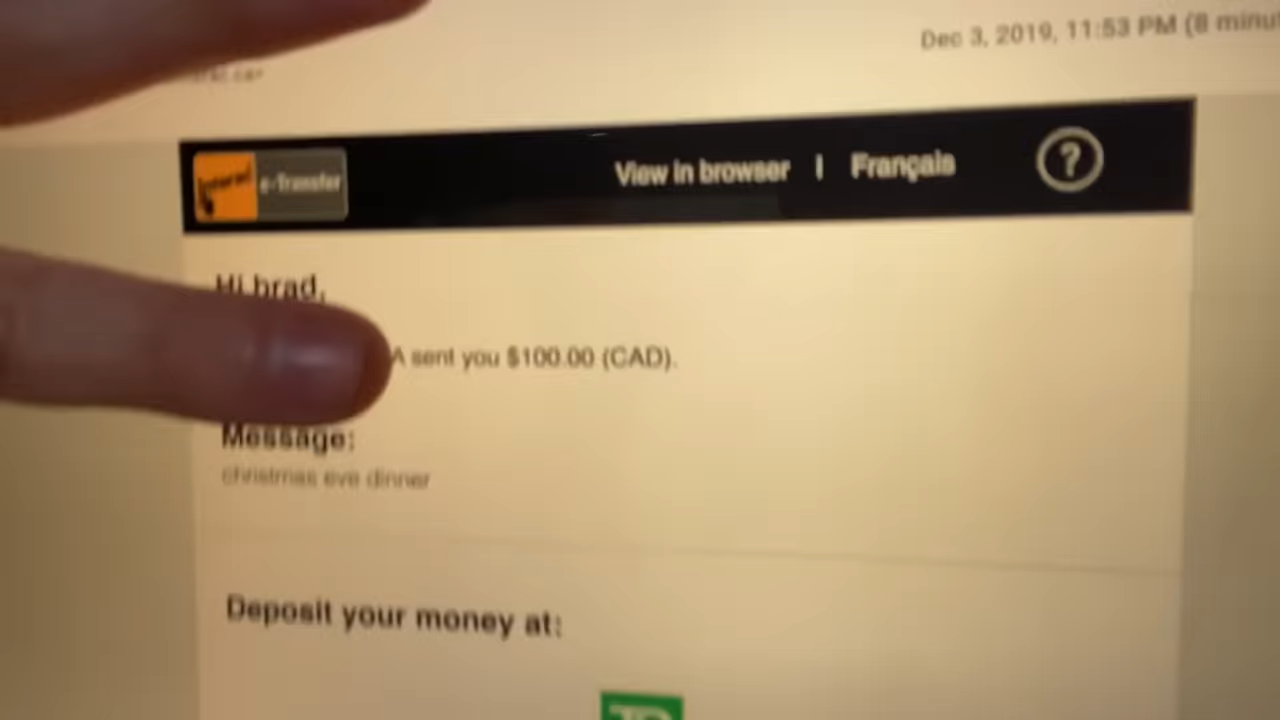 Dec 3, 2019, 11:53 PM (8 minu
Interac e-Transfer
View in browser | Français ?
Hi brad,
A sent you $100.00 (CAD).
Message:
christmas eve dinner
Deposit your money at:
TD